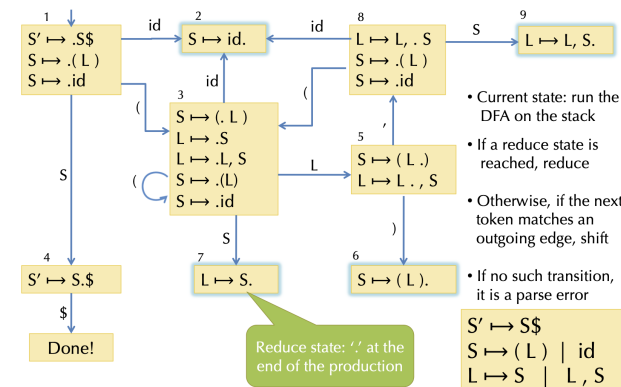 1
S′ ↦ .S$
S ↦ .( L )
S ↦ .id
id
2
S ↦ id.
id
8
L ↦ L, . S
S ↦ .( L )
S ↦ .id
S
9
L ↦ L, S.
(
id
(
3
S ↦ (. L )
L ↦ .S
L ↦ .L, S
S ↦ .(L)
S ↦ .id
(
S
L
5
S ↦ ( L .)
L ↦ L . , S
,
)
S
4
S′ ↦ S.$
$
Done!
7
L ↦ S.
6
S ↦ ( L ).
Reduce state: ‘.’ at the
end of the production
• Current state: run the
DFA on the stack
• If a reduce state is
reached, reduce
• Otherwise, if the next
token matches an
outgoing edge, shift
• If no such transition,
it is a parse error
S′ ↦ S$
S ↦ ( L ) | id
L ↦ S | L , S